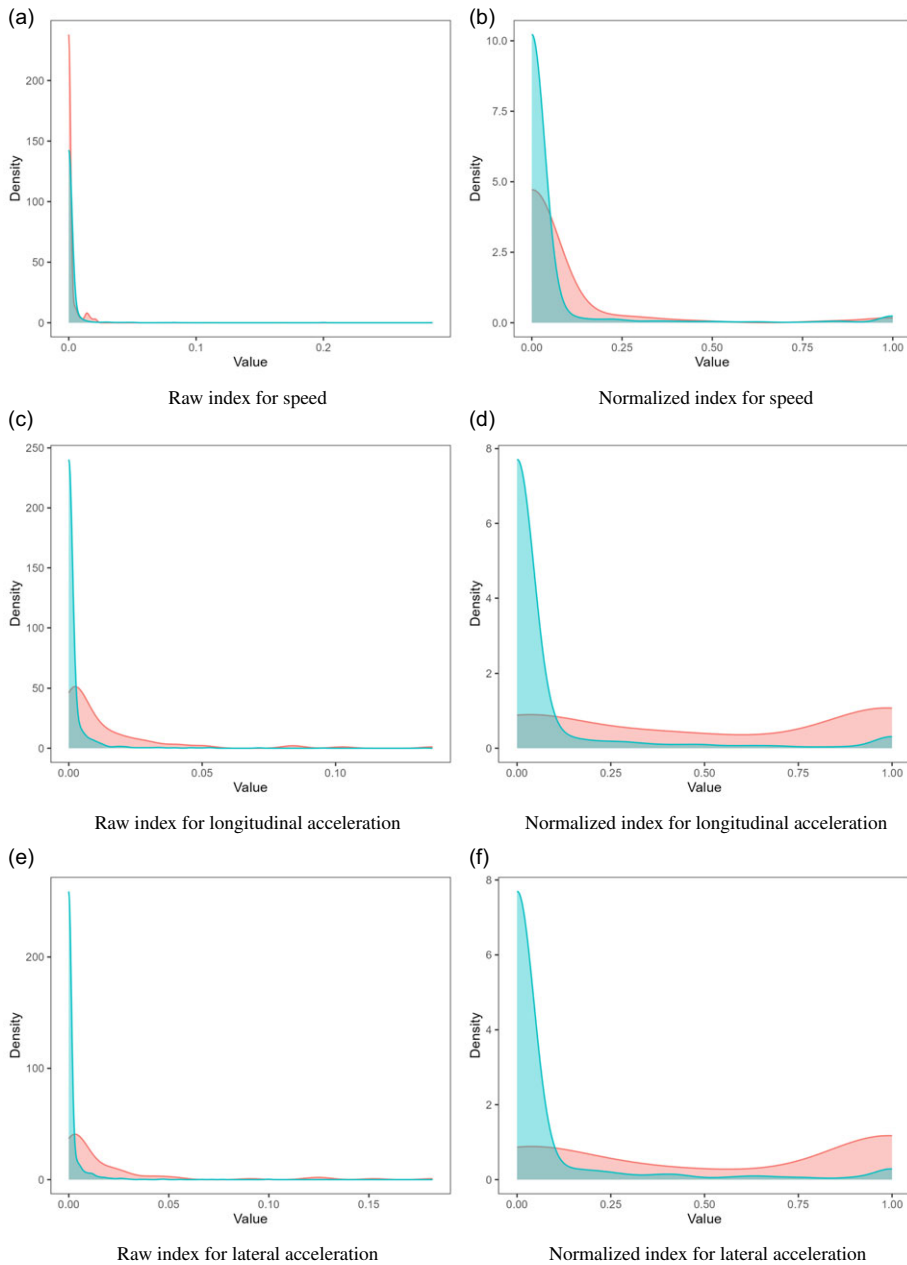 (a)
200
150
100
50
0
Density
0.0 0.1 0.2
Value
Raw index for speed
(b)
10.0
7.5
5.0
2.5
0.0
Density
0.00 0.25 0.50 0.75 1.00
Value
Normalized index for speed
(c)
250
200
150
100
50
0
Density
0.00 0.05 0.10
Value
Raw index for longitudinal acceleration
(d)
8
6
4
2
0
Density
0.00 0.25 0.50 0.75 1.00
Value
Normalized index for longitudinal acceleration
(e)
200
100
0
Density
0.00 0.05 0.10 0.15
Value
Raw index for lateral acceleration
(f)
8
6
4
2
0
Density
0.00 0.25 0.50 0.75 1.00
Value
Normalized index for lateral acceleration